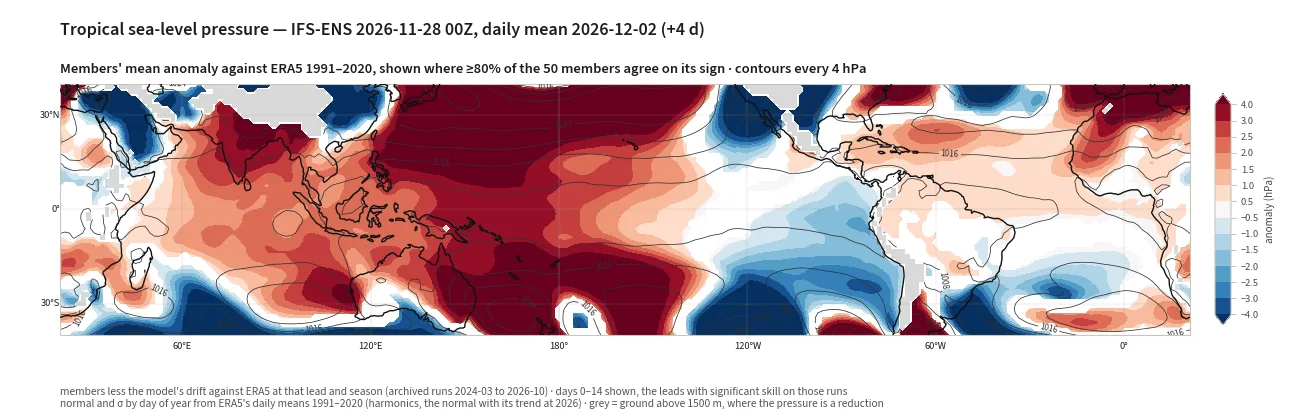 Tropical sea-level pressure — IFS-ENS 2026-11-28 00Z, daily mean 2026-12-02 (+4 d)
Members' mean anomaly against ERA5 1991–2020, shown where ≥80% of the 50 members agree on its sign · contours every 4 hPa
30°N
0°
30°S
60°E
120°E
180°
120°W
60°W
0°
1016
1016
1016
1016
1016
1016
1008
1016
4.0
3.0
2.5
2.0
1.5
1.0
0.5
−0.5
−1.0
−1.5
−2.0
−2.5
−3.0
−4.0
anomaly (hPa)
members less the model's drift against ERA5 at that lead and season (archived runs 2024-03 to 2026-10) · days 0–14 shown, the leads with significant skill on those runs
normal and σ by day of year from ERA5's daily means 1991–2020 (harmonics, the normal with its trend at 2026) · grey = ground above 1500 m, where the pressure is a reduction